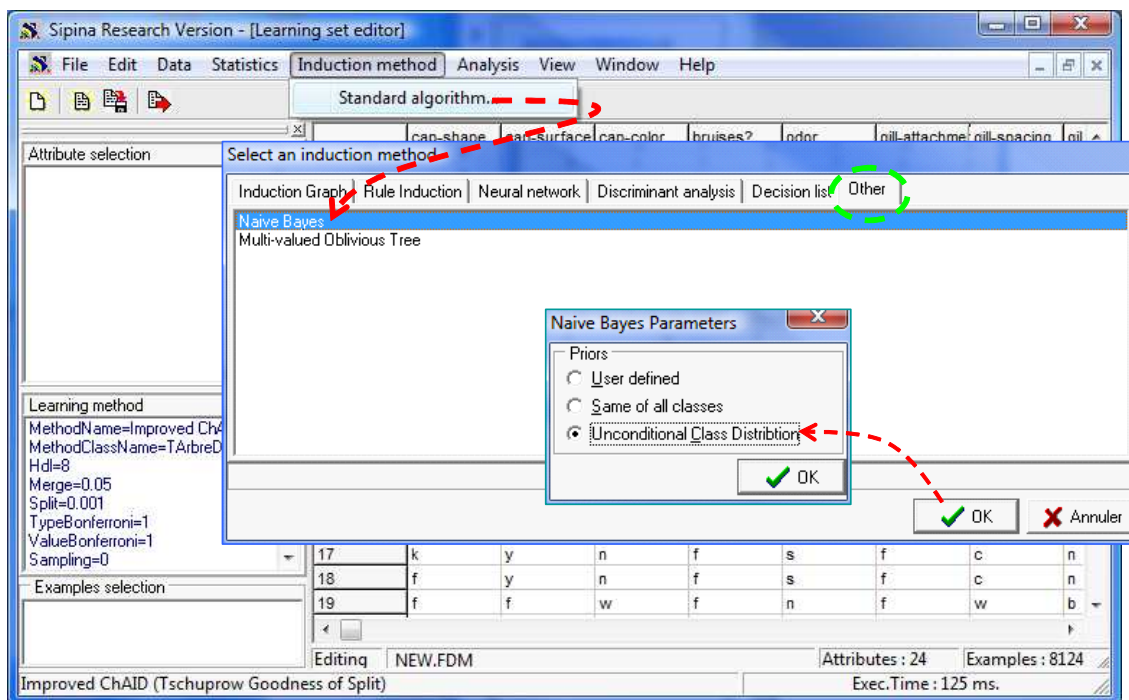 Sipina Research Version - [Learning set editor]
File Edit Data Statistics Induction method Analysis View Window Help
Standard algorithm...
cap-shape cap-surface cap-color bruises? odor gill-attachme gill-spacing gil
Attribute selection
Select an induction method
Induction Graph Rule Induction Neural network Discriminant analysis Decision list Other
Naive Bayes
Multi-valued Oblivious Tree
Naive Bayes Parameters
Priors
User defined
Same of all classes
Unconditional Class Distribtion
OK
OK Annuler
Learning method
MethodName=Improved ChA
MethodClassName=TArbreD
Hdl=8
Merge=0.05
Split=0.001
TypeBonferroni=1
ValueBonferroni=1
Sampling=0
Examples selection
17 k y n f s f c n
18 f y n f s f c n
19 f f w f n f w b
Editing NEW.FDM Attributes : 24 Examples : 8124
Improved ChAID (Tschuprow Goodness of Split) Exec.Time : 125 ms.